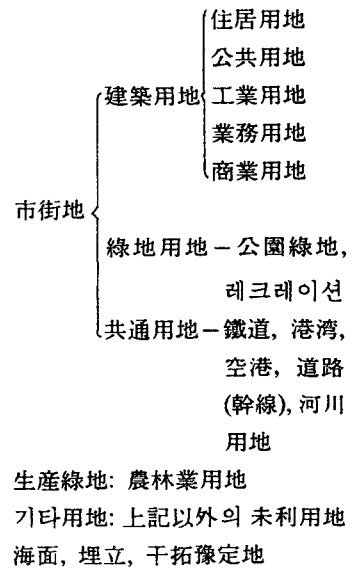 住居用地
公共用地
建築用地 工業用地
業務用地
商業用地
市街地
綠地用地 － 公園綠地,
레크레이션
共通用地 － 鐵道, 港湾,
空港, 道路
(幹線), 河川
用地
生産綠地: 農林業用地
기타用地: 上記以外의 未利用地
海面, 埋立, 干拓豫定地